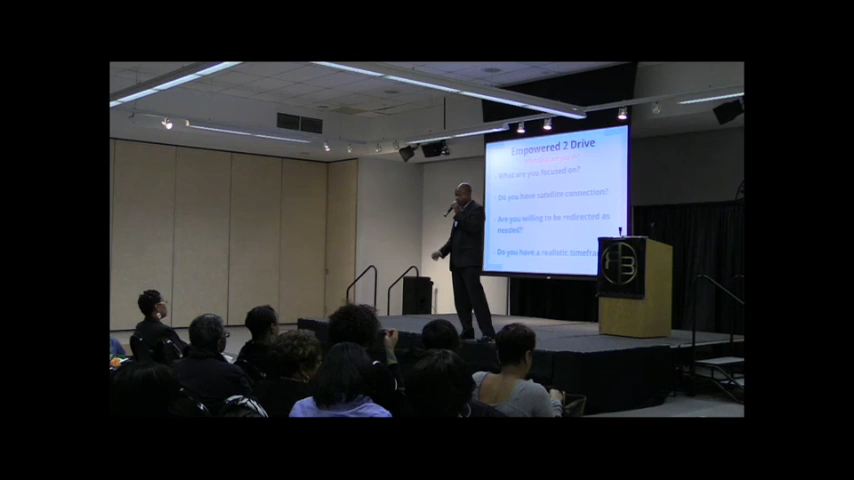 Empowered 2 Drive
What are you focused on?
Do you have satellite connection?
- Are you willing to be redirected as
needed?
- Do you have a realistic